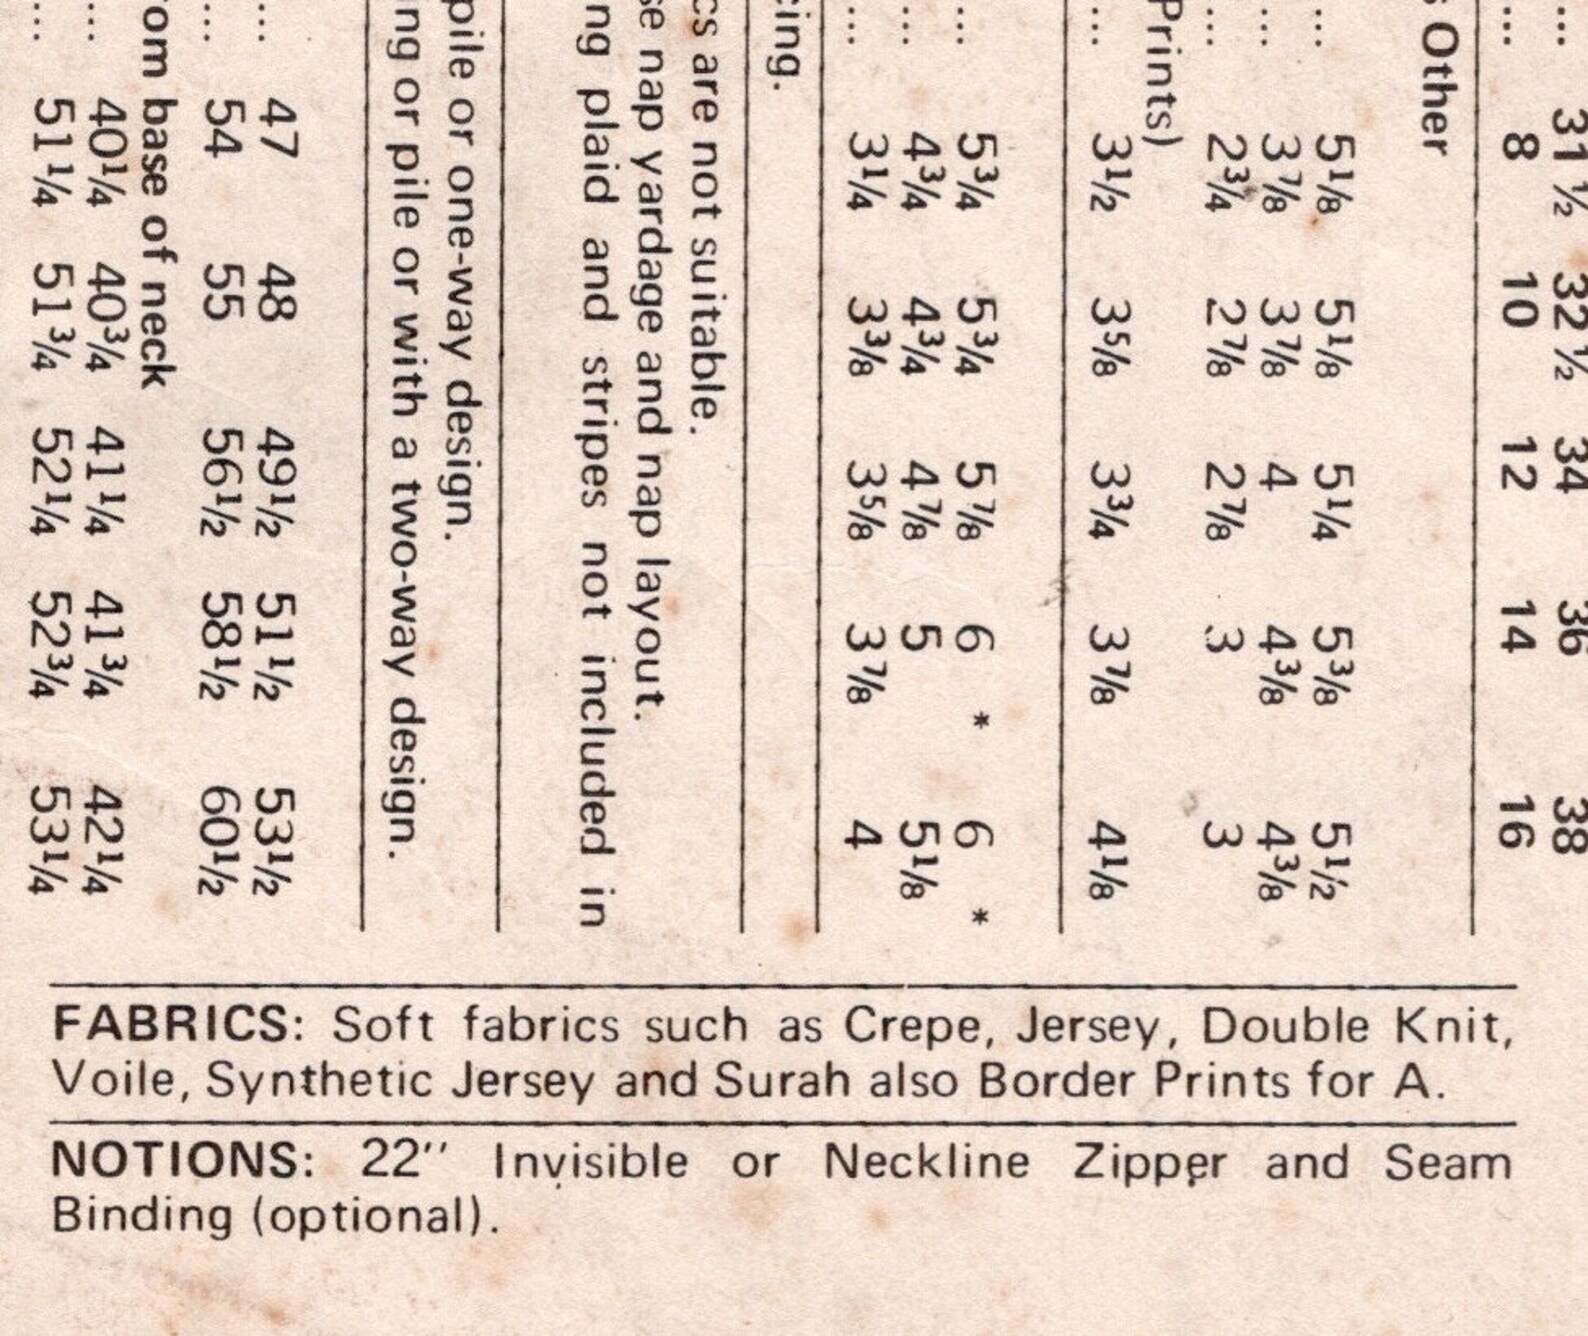 ... 31½ 32½ 34 36 38
... 8 10 12 14 16
Other
... 5⅛ 5⅛ 5¼ 5⅜ 5½
... 3⅞ 3⅞ 4 4⅜ 4⅜
... 2¾ 2⅞ 2⅞ 3 3
Prints)
... 3½ 3⅝ 3¾ 3⅞ 4⅛
... 5¾ 5¾ 5⅞ 6 * 6 *
... 4¾ 4¾ 4⅞ 5 5⅛
... 3¼ 3⅜ 3⅝ 3⅞ 4
cing.
cs are not suitable.
se nap yardage and nap layout.
ng plaid and stripes not included in
pile or one-way design.
ng or pile or with a two-way design.
... 47 48 49½ 51½ 53½
... 54 55 56½ 58½ 60½
om base of neck
... 40¼ 40¾ 41¼ 41¾ 42¼
... 51¼ 51¾ 52¼ 52¾ 53¼
FABRICS: Soft fabrics such as Crepe, Jersey, Double Knit,
Voile, Synthetic Jersey and Surah also Border Prints for A.
NOTIONS: 22" Invisible or Neckline Zipper and Seam
Binding (optional).